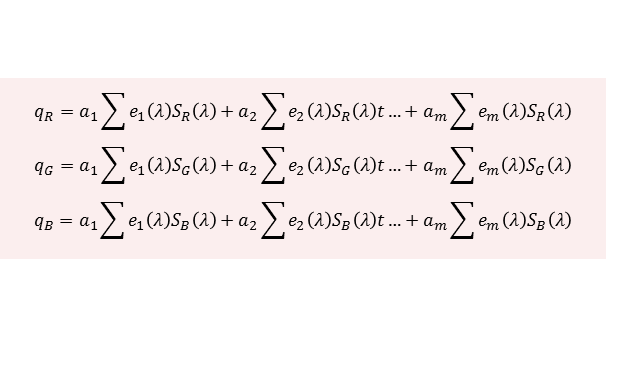 q_R = a_1 ∑ e_1(λ)S_R(λ) + a_2 ∑ e_2(λ)S_R(λ)t … + a_m ∑ e_m(λ)S_R(λ)
q_G = a_1 ∑ e_1(λ)S_G(λ) + a_2 ∑ e_2(λ)S_G(λ)t … + a_m ∑ e_m(λ)S_G(λ)
q_B = a_1 ∑ e_1(λ)S_B(λ) + a_2 ∑ e_2(λ)S_B(λ)t … + a_m ∑ e_m(λ)S_B(λ)